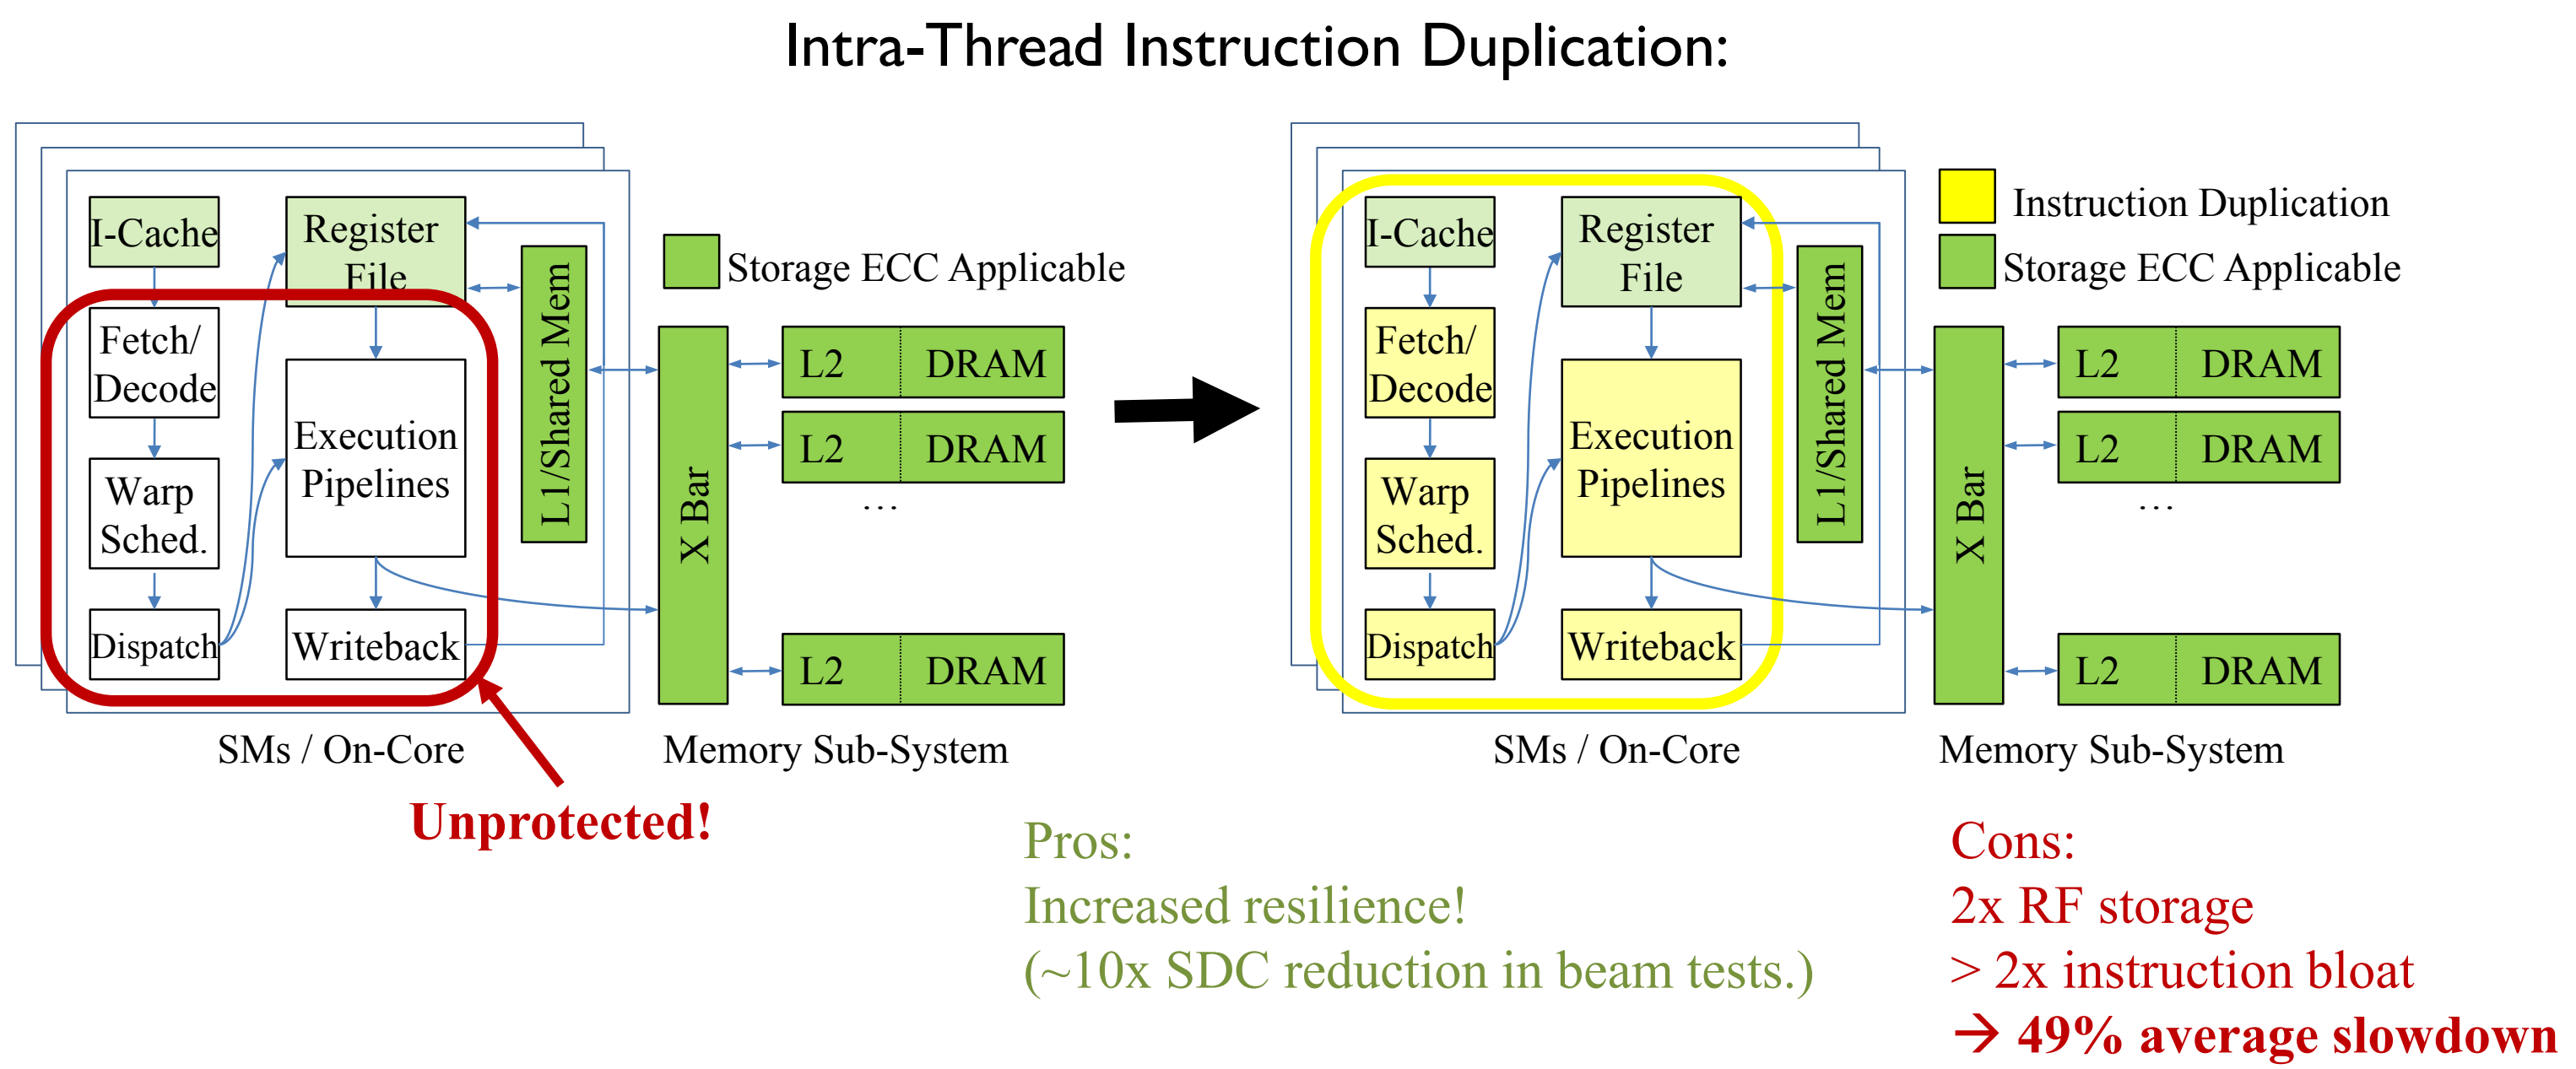 Intra-Thread Instruction Duplication:
I-Cache
Fetch/
Decode
Warp
Sched.
Dispatch
Register
File
Execution
Pipelines
Writeback
L1/Shared Mem
SMs / On-Core
Unprotected!
Storage ECC Applicable
X Bar
L2
DRAM
L2
DRAM
...
L2
DRAM
Memory Sub-System
I-Cache
Fetch/
Decode
Warp
Sched.
Dispatch
Register
File
Execution
Pipelines
Writeback
L1/Shared Mem
SMs / On-Core
Instruction Duplication
Storage ECC Applicable
X Bar
L2
DRAM
L2
DRAM
...
L2
DRAM
Memory Sub-System
Pros:
Increased resilience!
(~10x SDC reduction in beam tests.)
Cons:
2x RF storage
> 2x instruction bloat
→ 49% average slowdown